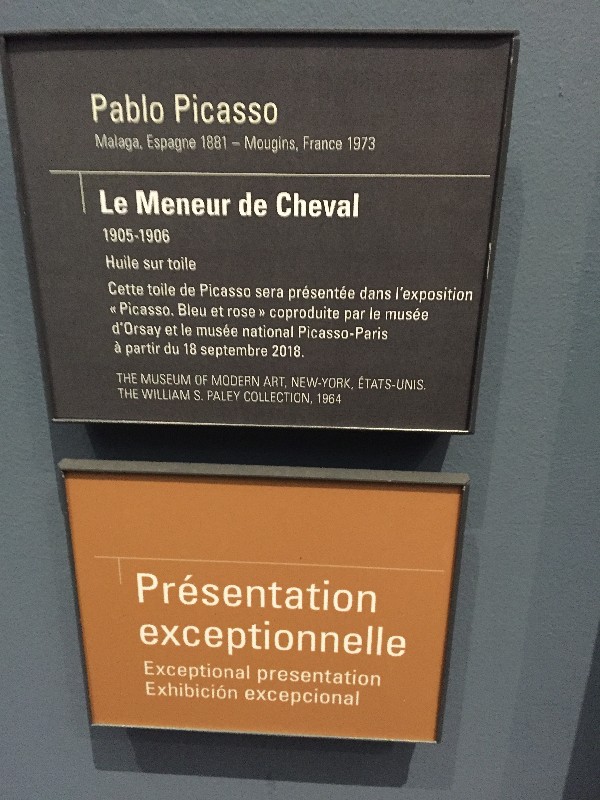 Pablo Picasso
Malaga, Espagne 1881 – Mougins, France 1973
Le Meneur de Cheval
1905-1906
Huile sur toile
Cette toile de Picasso sera présentée dans l'exposition
« Picasso. Bleu et rose » coproduite par le musée
d'Orsay et le musée national Picasso-Paris
à partir du 18 septembre 2018.
THE MUSEUM OF MODERN ART, NEW-YORK, ÉTATS-UNIS.
THE WILLIAM S. PALEY COLLECTION, 1964
Présentation
exceptionnelle
Exceptional presentation
Exhibición excepcional